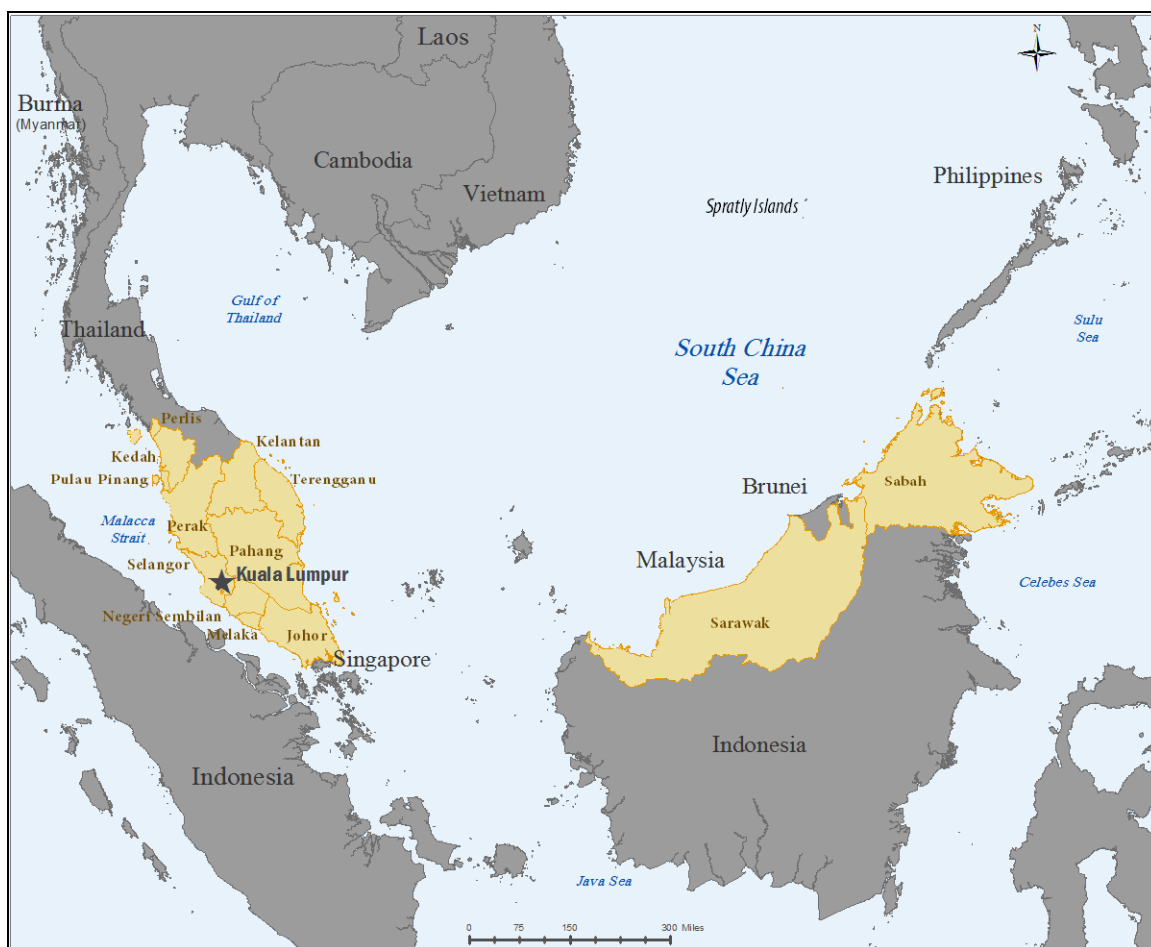 Laos
N
Burma
(Myanmar)
Cambodia
Vietnam
Philippines
Spratly Islands
Gulf of
Thailand
Thailand
South China
Sea
Sulu
Sea
Perlis
Kelantan
Kedah
Pulau Pinang
Terengganu
Brunei
Sabah
Malacca
Strait
Perak
Pahang
Malaysia
Selangor
Kuala Lumpur
Celebes Sea
Negeri Sembilan
Melaka
Johor
Sarawak
Singapore
Indonesia
Indonesia
Java Sea
0 75 150 300 Miles